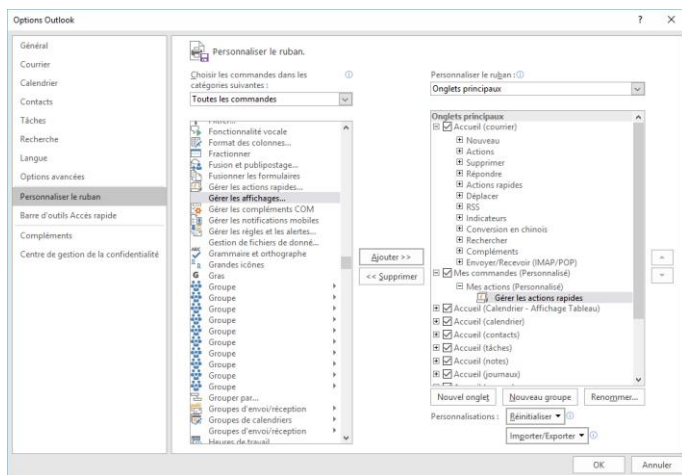 Options Outlook
?
X
Général
Courrier
Calendrier
Contacts
Tâches
Recherche
Langue
Options avancées
Personnaliser le ruban
Barre d'outils Accès rapide
Compléments
Centre de gestion de la confidentialité
Personnaliser le ruban.
Choisir les commandes dans les
catégories suivantes :
Toutes les commandes
Fonctionnalité vocale
Format des colonnes...
Fractionner
Fusion et publipostage...
Fusionner les formulaires
Gérer les actions rapides...
Gérer les affichages...
Gérer les compléments COM
Gérer les notifications mobiles
Gérer les règles et les alertes...
Gestion de fichiers de donné...
Grammaire et orthographe
Grandes icônes
G Gras
Groupe
Groupe
Groupe
Groupe
Groupe
Groupe
Groupe
Groupe
Groupe
Groupe
Grouper par...
Groupes d'envoi/réception
Groupes de calendriers
Groupes d'envoi/réception
Heures de travail
Ajouter >>
<< Supprimer
Personnaliser le ruban :
Onglets principaux
Onglets principaux
Accueil (courrier)
Nouveau
Actions
Supprimer
Répondre
Actions rapides
Déplacer
RSS
Indicateurs
Conversion en chinois
Rechercher
Compléments
Envoyer/Recevoir (IMAP/POP)
Mes commandes (Personnalisé)
Mes actions (Personnalisé)
Gérer les actions rapides
Accueil (Calendrier - Affichage Tableau)
Accueil (calendrier)
Accueil (contacts)
Accueil (tâches)
Accueil (notes)
Accueil (journaux)
Nouvel onglet
Nouveau groupe
Renommer...
Personnalisations :
Réinitialiser
Importer/Exporter
OK
Annuler